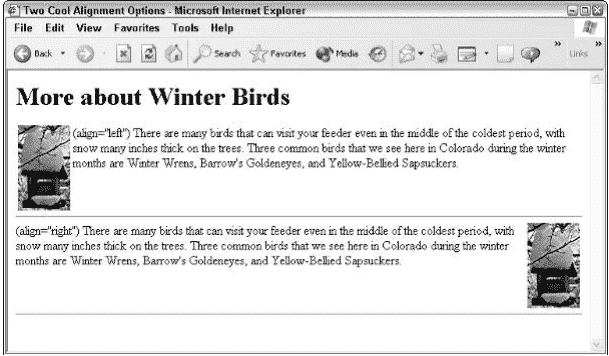 Two Cool Alignment Options - Microsoft Internet Explorer
File Edit View Favorites Tools Help
Back Search Favorites Media » Links »
More about Winter Birds
(align="left") There are many birds that can visit your feeder even in the middle of the coldest period, with
snow many inches thick on the trees. Three common birds that we see here in Colorado during the winter
months are Winter Wrens, Barrow's Goldeneyes, and Yellow-Bellied Sapsuckers.
(align="right") There are many birds that can visit your feeder even in the middle of the coldest period, with
snow many inches thick on the trees. Three common birds that we see here in Colorado during the winter
months are Winter Wrens, Barrow's Goldeneyes, and Yellow-Bellied Sapsuckers.